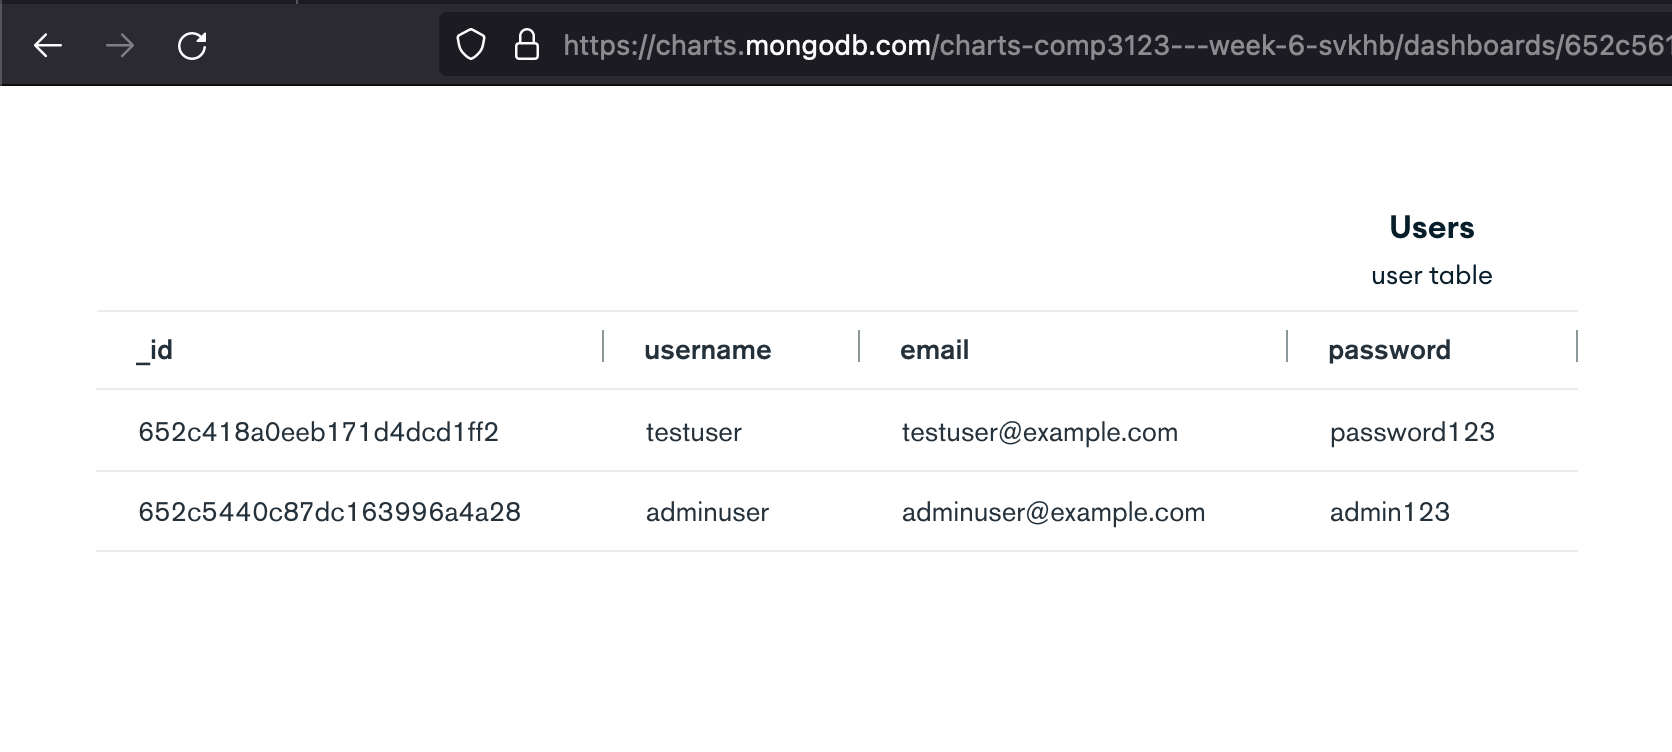 https://charts.mongodb.com/charts-comp3123---week-6-svkhb/dashboards/652c561
Users
user table
_id username email password
652c418a0eeb171d4dcd1ff2 testuser testuser@example.com password123
652c5440c87dc163996a4a28 adminuser adminuser@example.com admin123